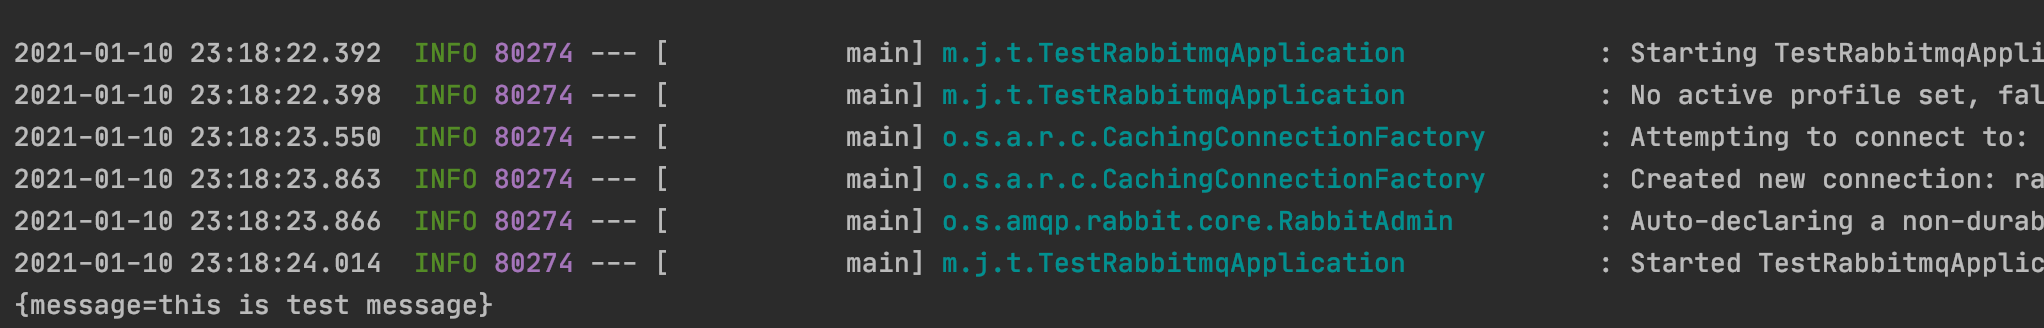 2021-01-10 23:18:22.392  INFO 80274 --- [           main] m.j.t.TestRabbitmqApplication            : Starting TestRabbitmqAppli
2021-01-10 23:18:22.398  INFO 80274 --- [           main] m.j.t.TestRabbitmqApplication            : No active profile set, fal
2021-01-10 23:18:23.550  INFO 80274 --- [           main] o.s.a.r.c.CachingConnectionFactory       : Attempting to connect to:
2021-01-10 23:18:23.863  INFO 80274 --- [           main] o.s.a.r.c.CachingConnectionFactory       : Created new connection: ra
2021-01-10 23:18:23.866  INFO 80274 --- [           main] o.s.amqp.rabbit.core.RabbitAdmin         : Auto-declaring a non-durab
2021-01-10 23:18:24.014  INFO 80274 --- [           main] m.j.t.TestRabbitmqApplication            : Started TestRabbitmqApplic
{message=this is test message}